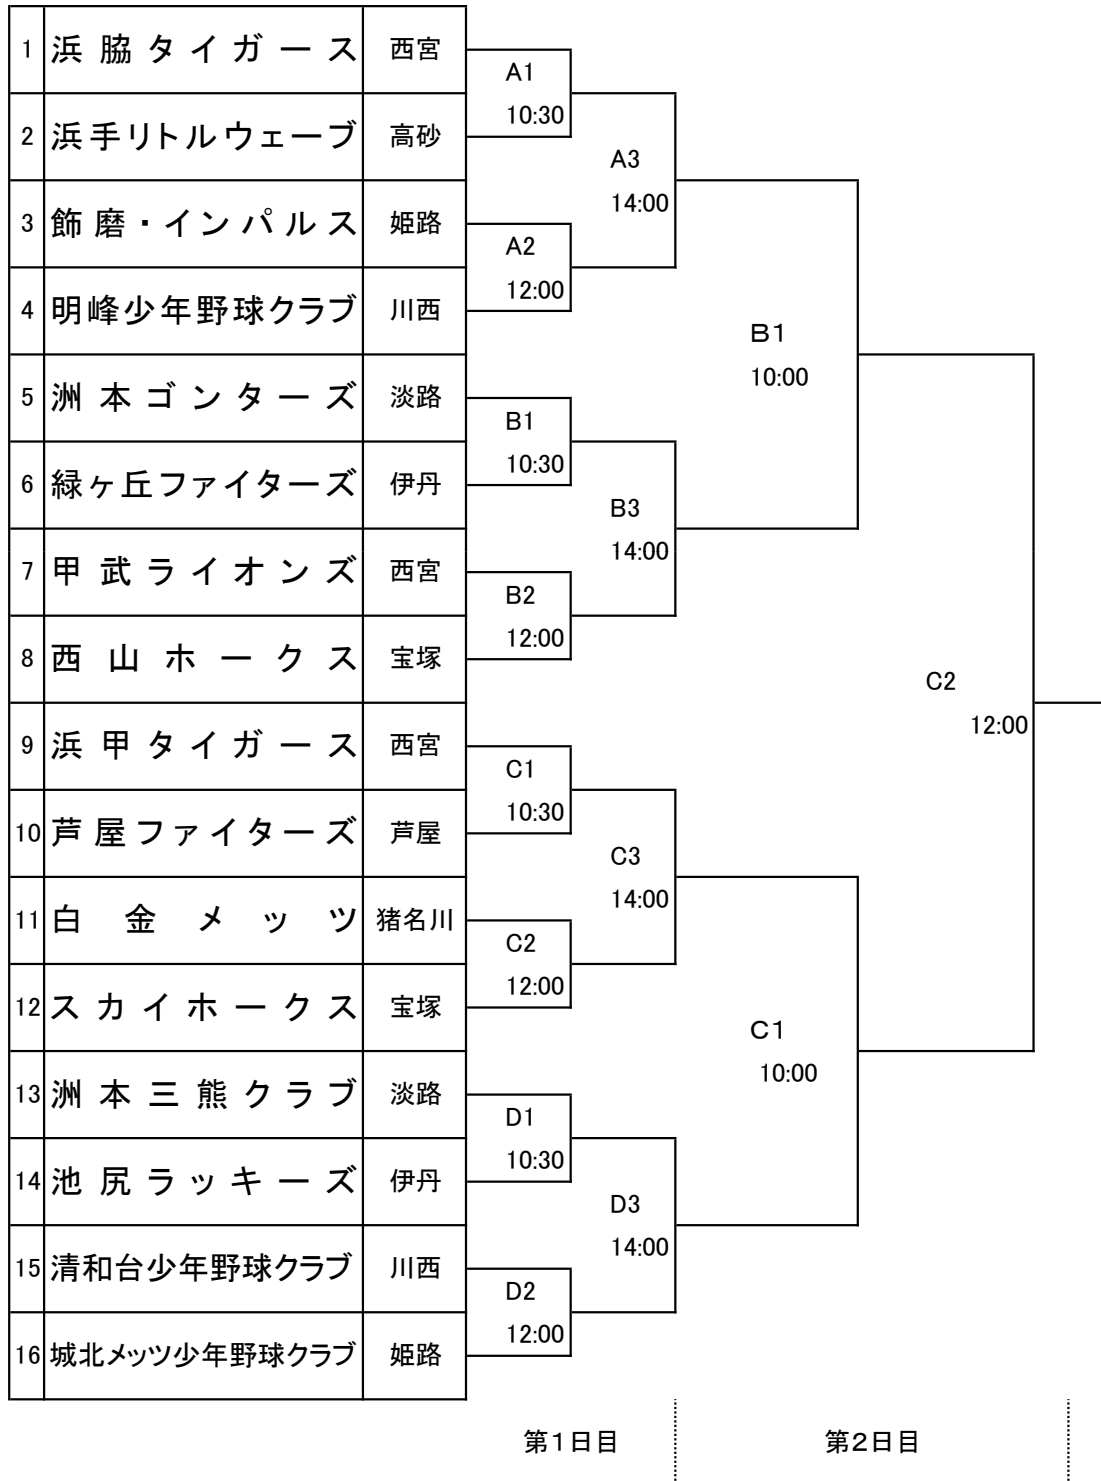 1 浜脇タイガース 西宮
2 浜手リトルウェーブ 高砂
3 飾磨・インパルス 姫路
4 明峰少年野球クラブ 川西
5 洲本ゴンターズ 淡路
6 緑ヶ丘ファイターズ 伊丹
7 甲武ライオンズ 西宮
8 西山ホークス 宝塚
9 浜甲タイガース 西宮
10 芦屋ファイターズ 芦屋
11 白金メッツ 猪名川
12 スカイホークス 宝塚
13 洲本三熊クラブ 淡路
14 池尻ラッキーズ 伊丹
15 清和台少年野球クラブ 川西
16 城北メッツ少年野球クラブ 姫路
A1
10:30
A2
12:00
B1
10:30
B2
12:00
C1
10:30
C2
12:00
D1
10:30
D2
12:00
A3
14:00
B3
14:00
C3
14:00
D3
14:00
B1
10:00
C1
10:00
C2
12:00
第1日目
第2日目